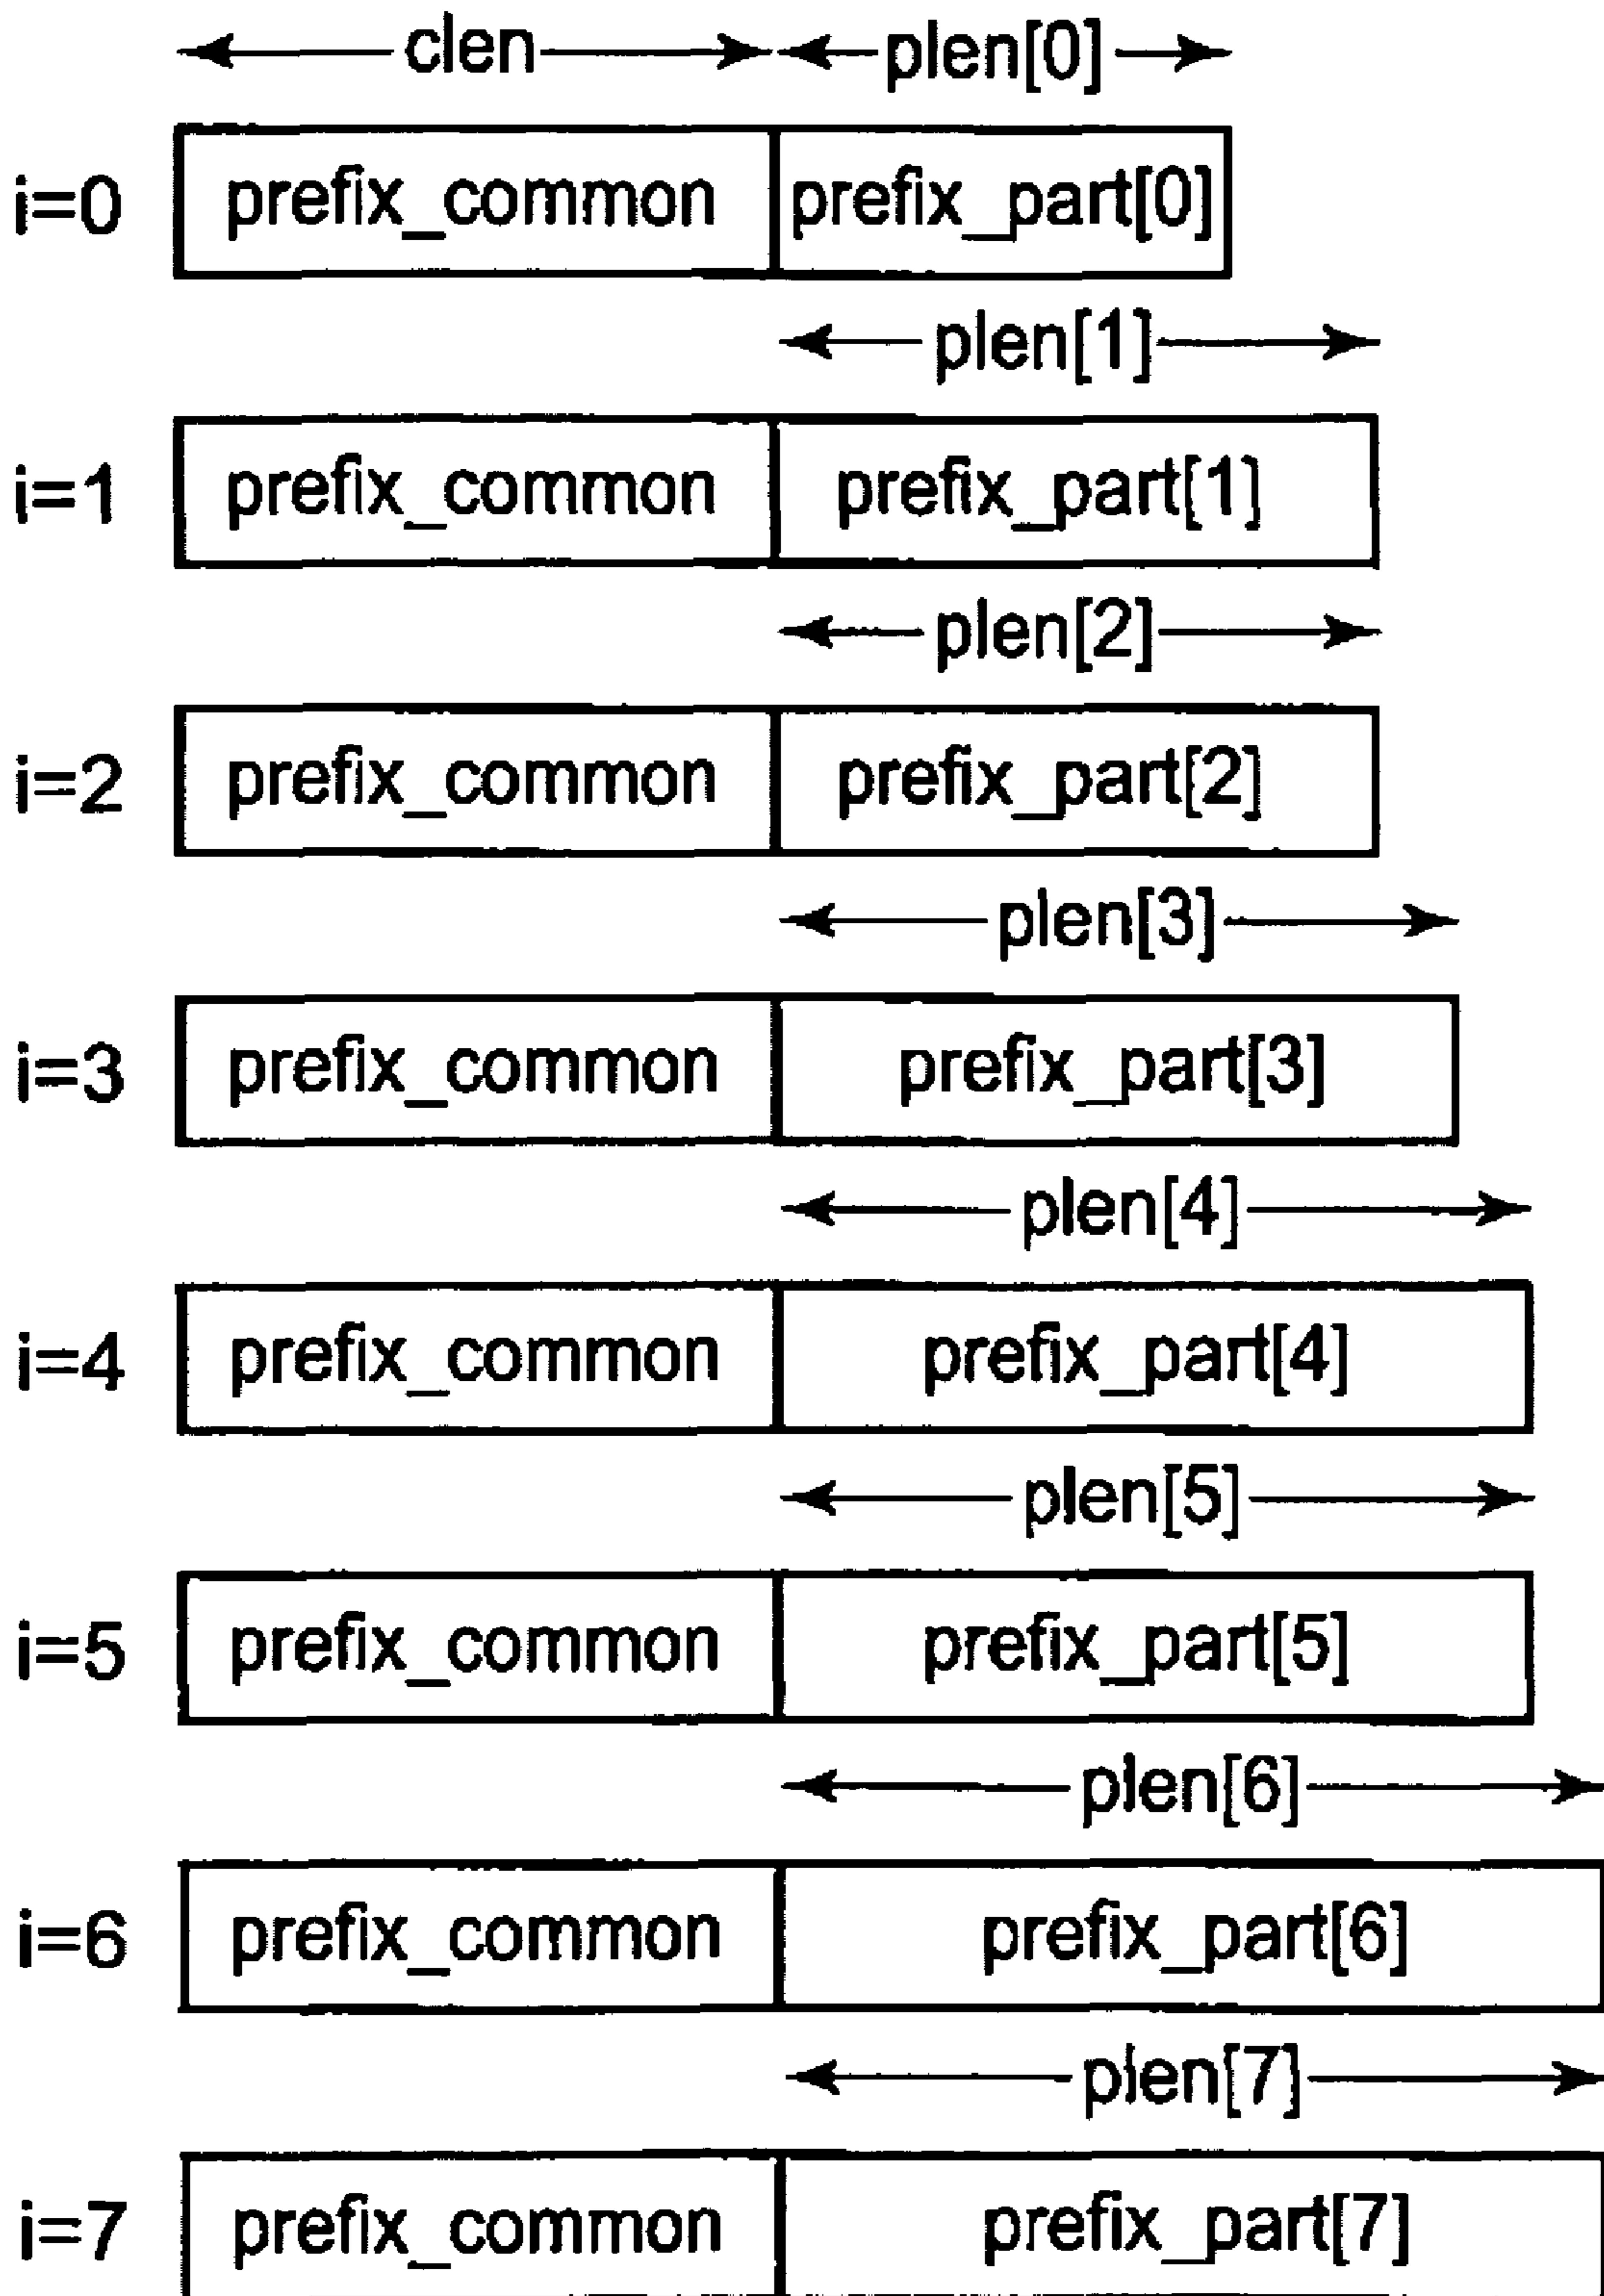 clen plen[0]
i=0 prefix_common prefix_part[0]
plen[1]
i=1 prefix_common prefix_part[1]
plen[2]
i=2 prefix_common prefix_part[2]
plen[3]
i=3 prefix_common prefix_part[3]
plen[4]
i=4 prefix_common prefix_part[4]
plen[5]
i=5 prefix_common prefix_part[5]
plen[6]
i=6 prefix_common prefix_part[6]
plen[7]
i=7 prefix_common prefix_part[7]